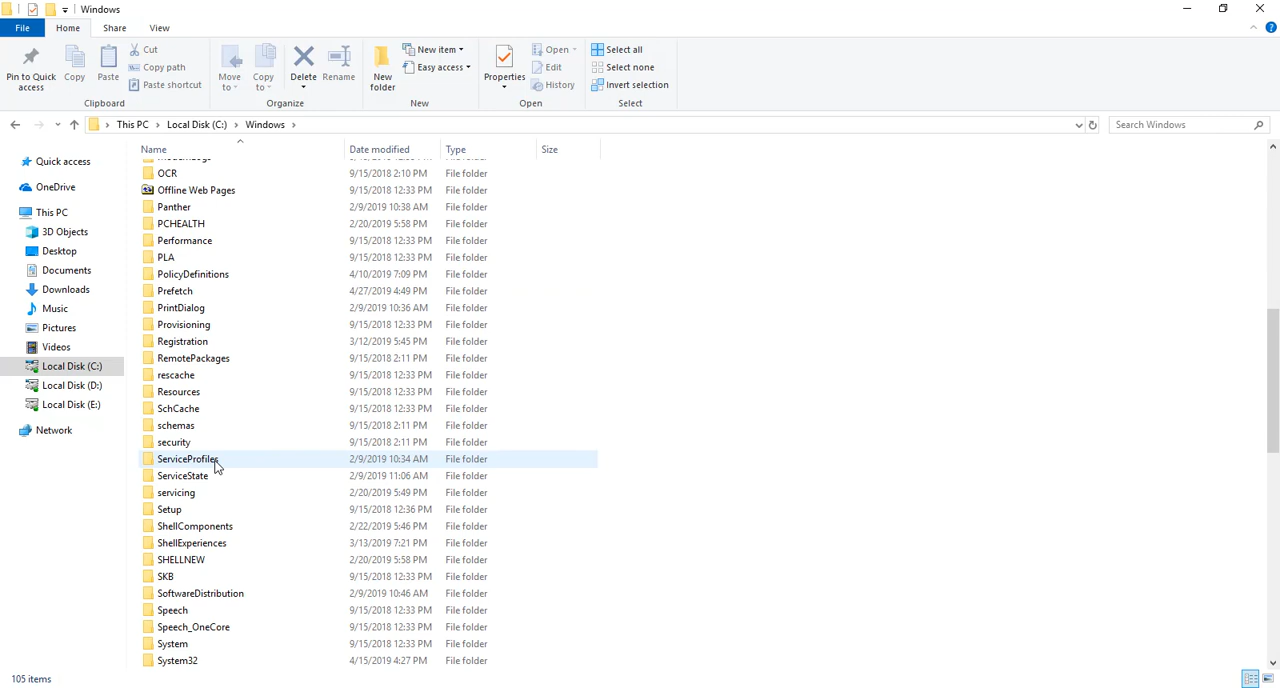 Windows
File Home Share View
Pin to Quick access
Copy
Paste
Cut
Copy path
Paste shortcut
Clipboard
Move to
Copy to
Delete
Rename
Organize
New folder
New item
Easy access
New
Properties
Open
Edit
History
Open
Select all
Select none
Invert selection
Select
This PC Local Disk (C:) Windows
Search Windows
Quick access
OneDrive
This PC
3D Objects
Desktop
Documents
Downloads
Music
Pictures
Videos
Local Disk (C:)
Local Disk (D:)
Local Disk (E:)
Network
Name Date modified Type Size
OCR 9/15/2018 2:10 PM File folder
Offline Web Pages 9/15/2018 12:33 PM File folder
Panther 2/9/2019 10:38 AM File folder
PCHEALTH 2/20/2019 5:58 PM File folder
Performance 9/15/2018 12:33 PM File folder
PLA 9/15/2018 12:33 PM File folder
PolicyDefinitions 4/10/2019 7:09 PM File folder
Prefetch 4/27/2019 4:49 PM File folder
PrintDialog 2/9/2019 10:36 AM File folder
Provisioning 9/15/2018 12:33 PM File folder
Registration 3/12/2019 5:45 PM File folder
RemotePackages 9/15/2018 2:11 PM File folder
rescache 9/15/2018 12:33 PM File folder
Resources 9/15/2018 12:33 PM File folder
SchCache 9/15/2018 12:33 PM File folder
schemas 9/15/2018 2:11 PM File folder
security 9/15/2018 2:11 PM File folder
ServiceProfiles 2/9/2019 10:34 AM File folder
ServiceState 2/9/2019 11:06 AM File folder
servicing 2/20/2019 5:49 PM File folder
Setup 9/15/2018 12:36 PM File folder
ShellComponents 2/22/2019 5:46 PM File folder
ShellExperiences 3/13/2019 7:21 PM File folder
SHELLNEW 2/20/2019 5:58 PM File folder
SKB 9/15/2018 12:33 PM File folder
SoftwareDistribution 2/9/2019 10:46 AM File folder
Speech 9/15/2018 12:33 PM File folder
Speech_OneCore 9/15/2018 12:33 PM File folder
System 9/15/2018 12:33 PM File folder
System32 4/15/2019 4:27 PM File folder
105 items